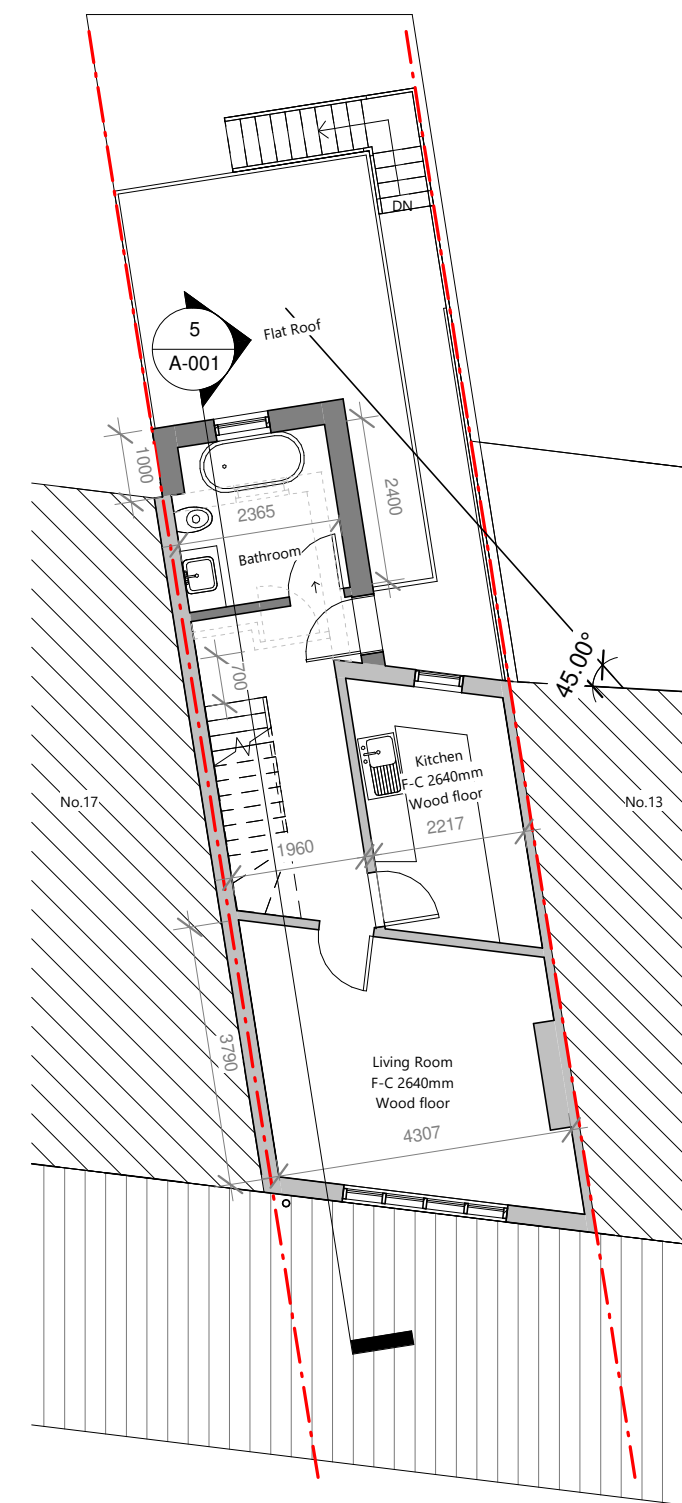 DN
Flat Roof
5
A-001
1000
2400
2365
Bathroom
45.00°
700
Kitchen
F-C 2640mm
Wood floor
No.17
No.13
2217
1960
3790
Living Room
F-C 2640mm
Wood floor
4307